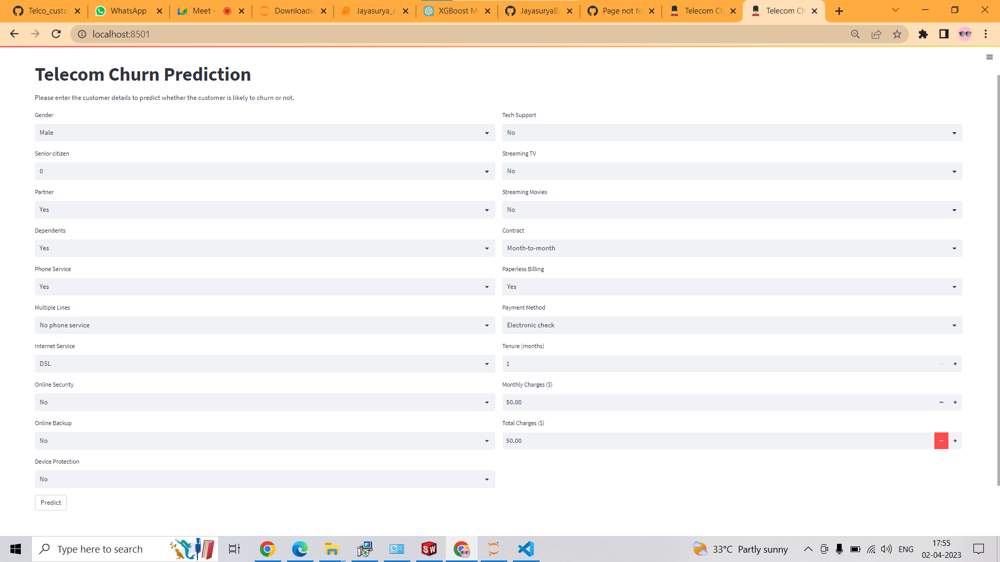 Telco_custo
WhatsApp
Meet -
Downloads/
Jayasurya_c
XGBoost Mo
JayasuryaBJ
Page not fo
Telecom Ch
Telecom Ch
localhost:8501
Telecom Churn Prediction
Please enter the customer details to predict whether the customer is likely to churn or not.
Gender
Male
Senior citizen
0
Partner
Yes
Dependents
Yes
Phone Service
Yes
Multiple Lines
No phone service
Internet Service
DSL
Online Security
No
Online Backup
No
Device Protection
No
Predict
Tech Support
No
Streaming TV
No
Streaming Movies
No
Contract
Month-to-month
Paperless Billing
Yes
Payment Method
Electronic check
Tenure (months)
1
Monthly Charges ($)
50.00
Total Charges ($)
50.00
Type here to search
SW
33°C Partly sunny
ENG
17:55
02-04-2023